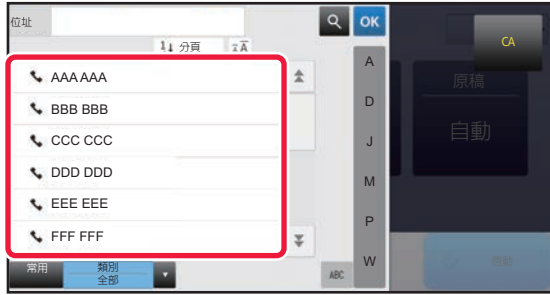 位址
OK
CA
1↓ 分頁
AAA AAA
BBB BBB
CCC CCC
DDD DDD
EEE EEE
FFF FFF
A
D
J
M
P
W
原稿
自動
常用
類別
全部
ABC